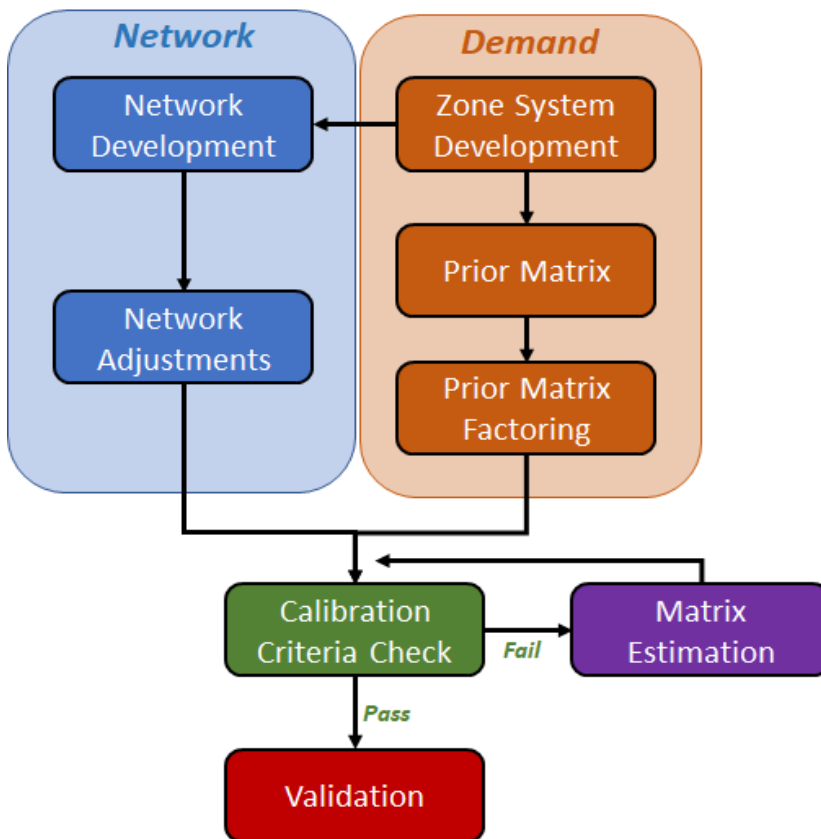 Network
Demand
Network
Development
Zone System
Development
Prior Matrix
Network
Adjustments
Prior Matrix
Factoring
Calibration
Criteria Check
Fail
Matrix
Estimation
Pass
Validation